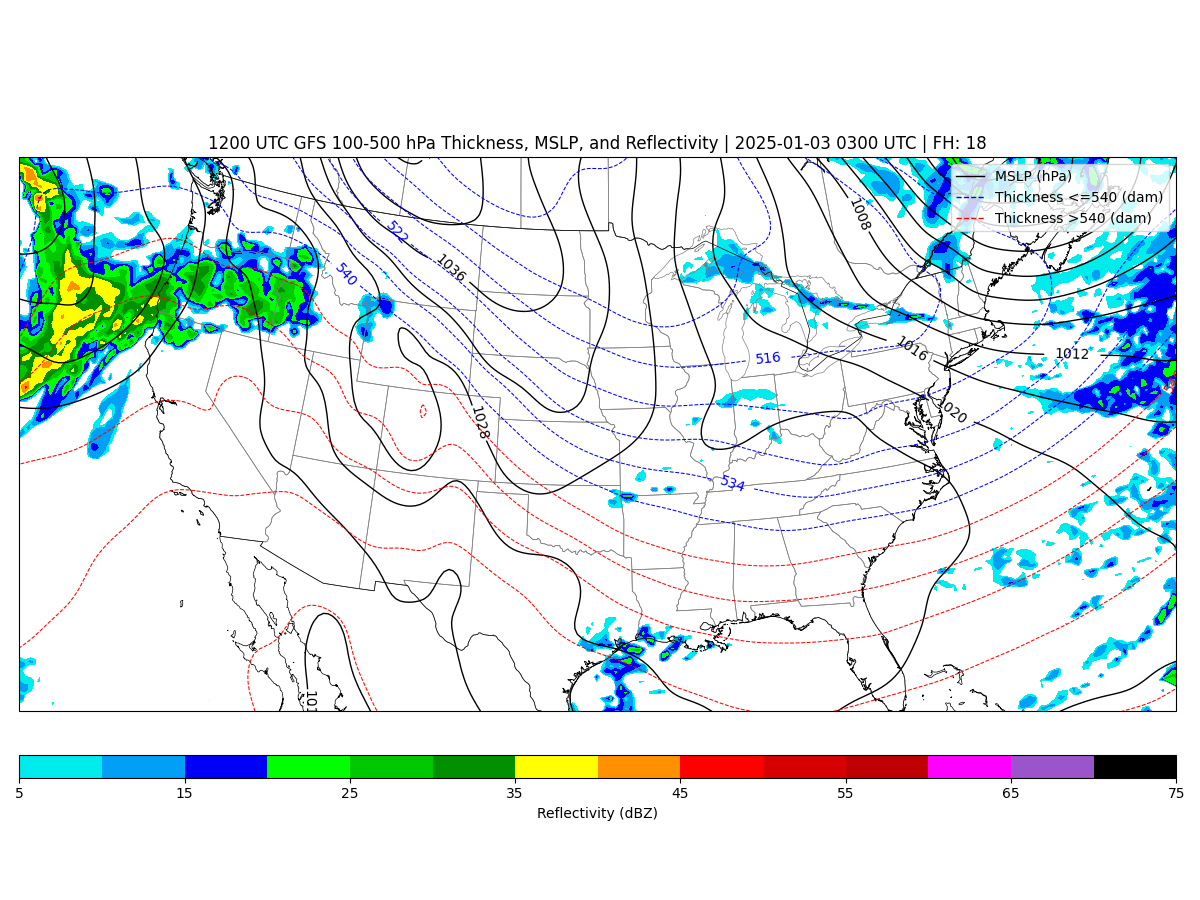 1200 UTC GFS 100-500 hPa Thickness, MSLP, and Reflectivity | 2025-01-03 0300 UTC | FH: 18
MSLP (hPa)
Thickness <=540 (dam)
Thickness >540 (dam)
1008
522
540
1036
1016
1012
516
1020
1028
534
5 15 25 35 45 55 65 75
Reflectivity (dBZ)